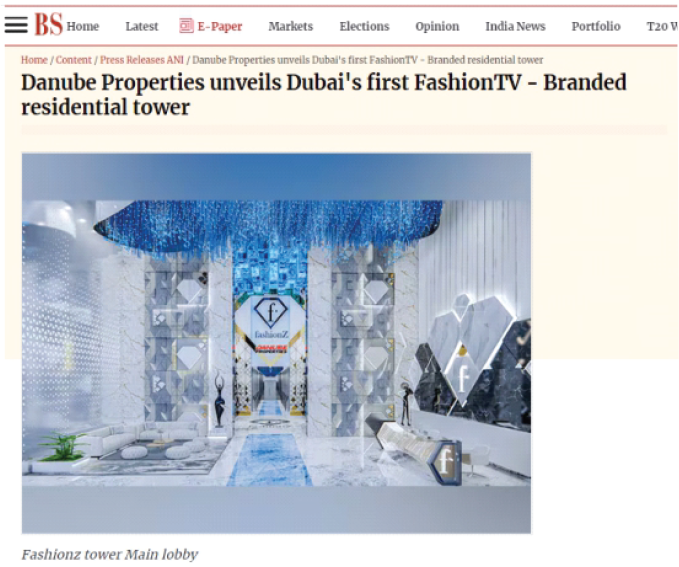 BS Home Latest E-Paper Markets Elections Opinion India News Portfolio T20 W
Home / Content / Press Releases ANI / Danube Properties unveils Dubai's first FashionTV - Branded residential tower
Danube Properties unveils Dubai's first FashionTV - Branded
residential tower
f
fashionZ
DANUBE
PROPERTIES
f
f
Fashionz tower Main lobby